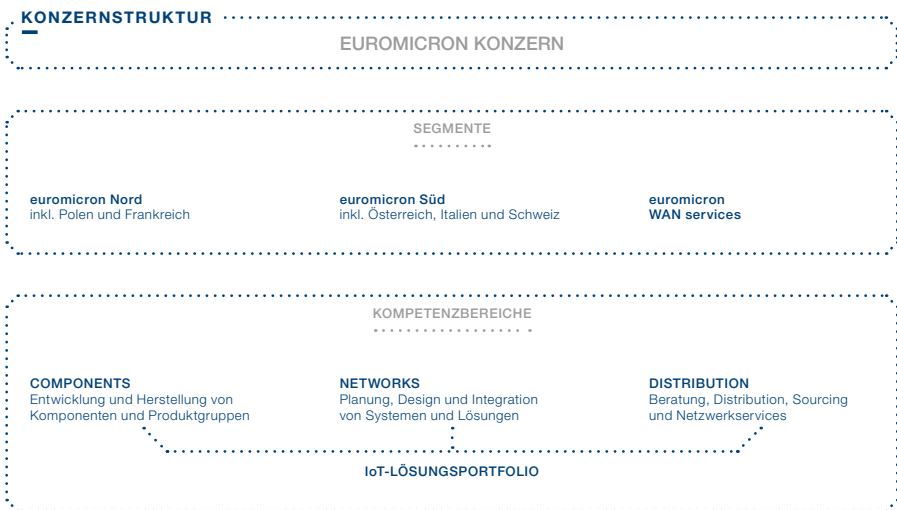 KONZERNSTRUKTUR
EUROMICRON KONZERN
SEGMENTE
euromicron Nord
inkl. Polen und Frankreich
euromicron Süd
inkl. Österreich, Italien und Schweiz
euromicron
WAN services
KOMPETENZBEREICHE
COMPONENTS
Entwicklung und Herstellung von
Komponenten und Produktgruppen
NETWORKS
Planung, Design und Integration
von Systemen und Lösungen
DISTRIBUTION
Beratung, Distribution, Sourcing
und Netzwerkservices
IoT-LÖSUNGSPORTFOLIO